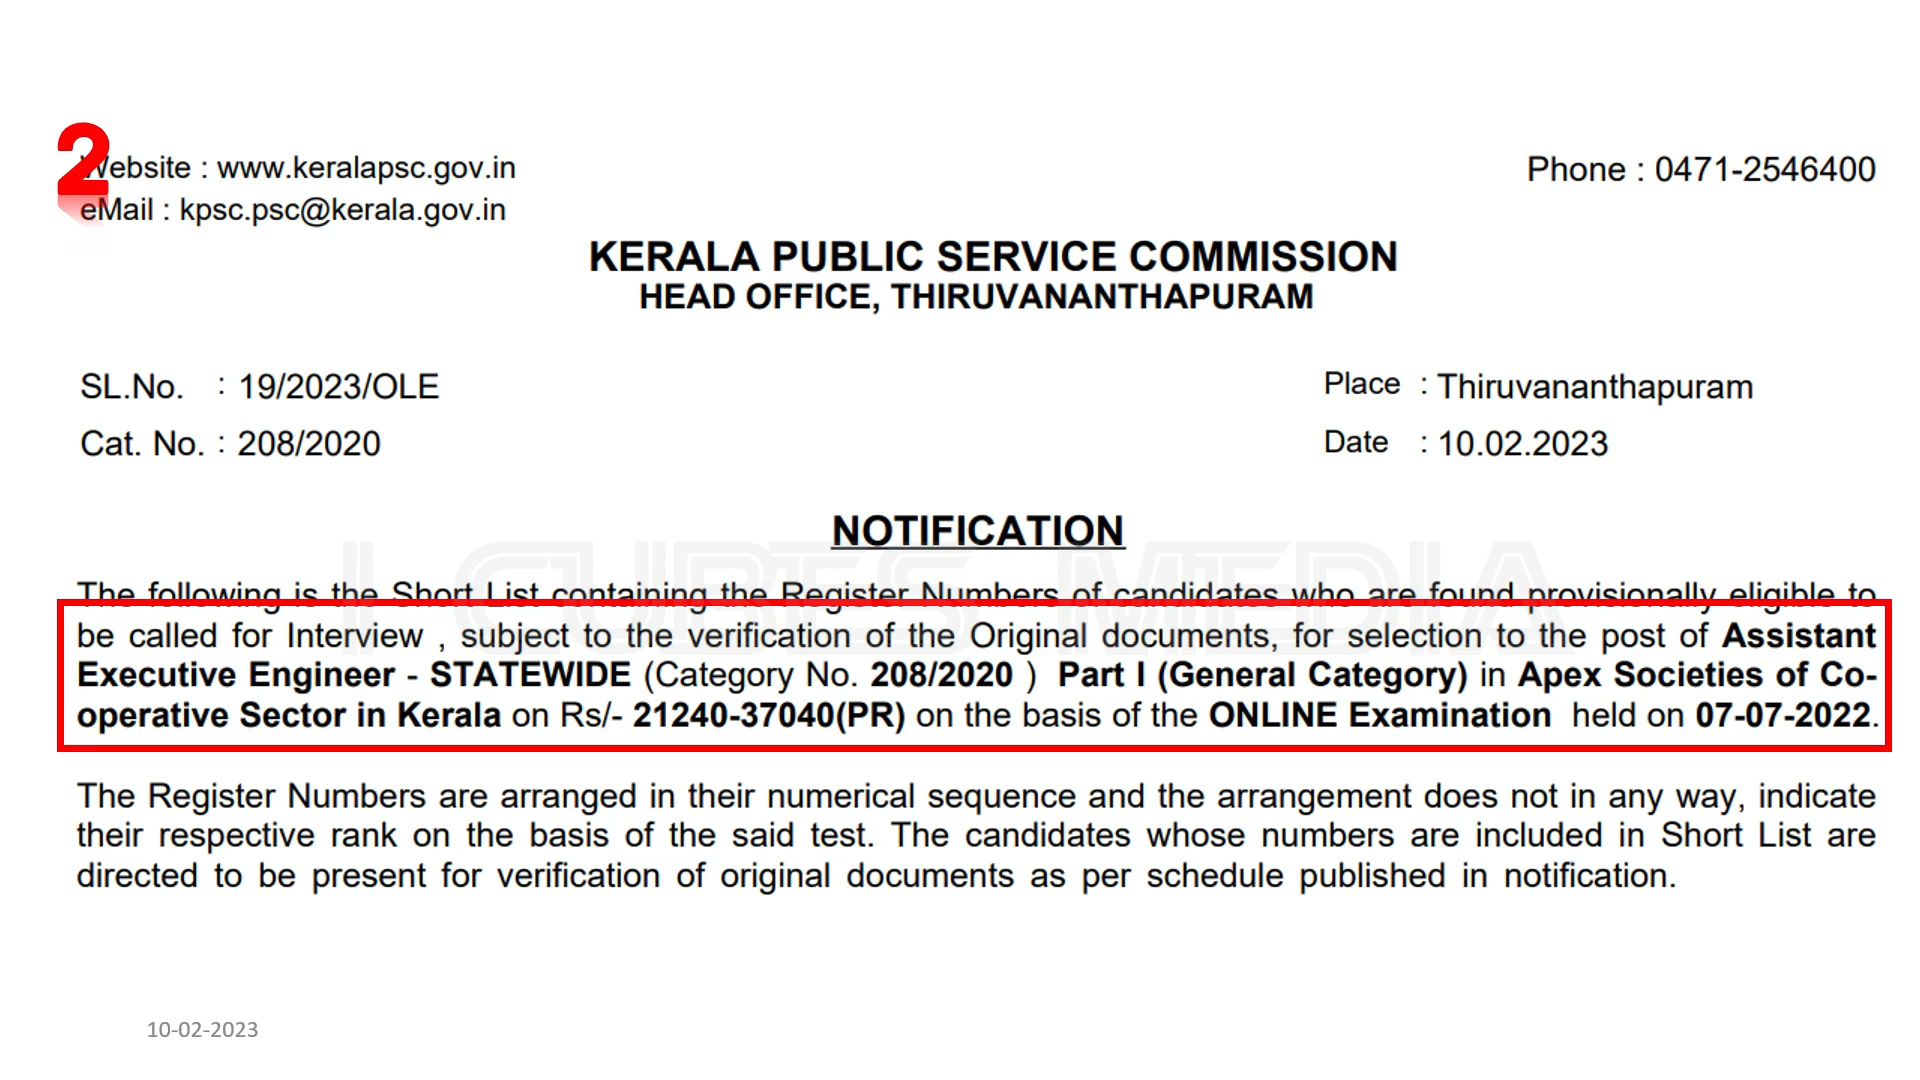 2
Website : www.keralapsc.gov.in
Phone : 0471-2546400
eMail : kpsc.psc@kerala.gov.in
KERALA PUBLIC SERVICE COMMISSION
HEAD OFFICE, THIRUVANANTHAPURAM
SL.No. : 19/2023/OLE
Place : Thiruvananthapuram
Cat. No. : 208/2020
Date : 10.02.2023
NOTIFICATION
I CUBES MEDIA
The following is the Short List containing the Register Numbers of candidates who are found provisionally eligible to
be called for Interview , subject to the verification of the Original documents, for selection to the post of Assistant
Executive Engineer - STATEWIDE (Category No. 208/2020 ) Part I (General Category) in Apex Societies of Co-
operative Sector in Kerala on Rs/- 21240-37040(PR) on the basis of the ONLINE Examination held on 07-07-2022.
The Register Numbers are arranged in their numerical sequence and the arrangement does not in any way, indicate
their respective rank on the basis of the said test. The candidates whose numbers are included in Short List are
directed to be present for verification of original documents as per schedule published in notification.
10-02-2023